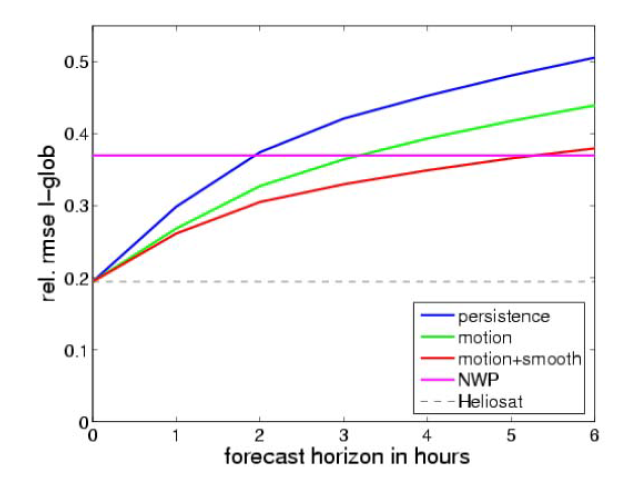 rel. rmse I-glob
0.5
0.4
0.3
0.2
0.1
0
0 1 2 3 4 5 6
forecast horizon in hours
persistence
motion
motion+smooth
NWP
Heliosat